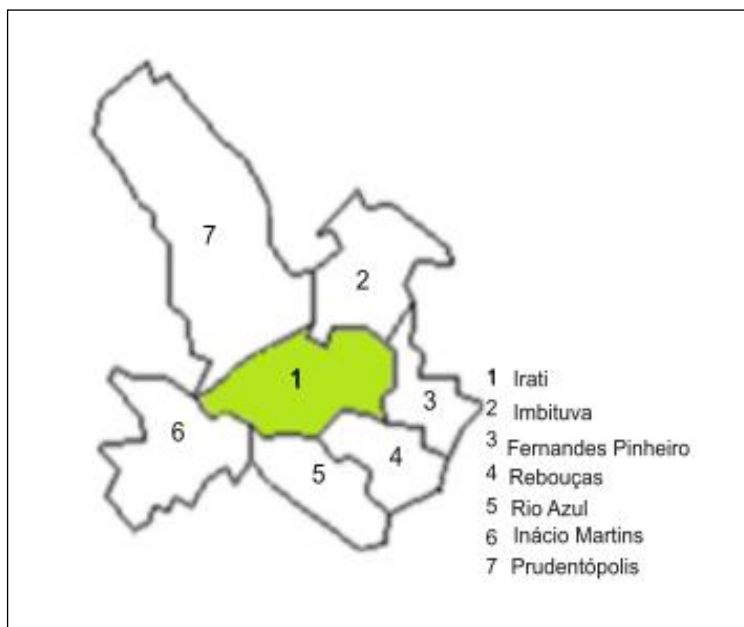 7
2
1
3
6
4
5
1 Irati
2 Imbituva
3 Fernandes Pinheiro
4 Rebouças
5 Rio Azul
6 Inácio Martins
7 Prudentópolis